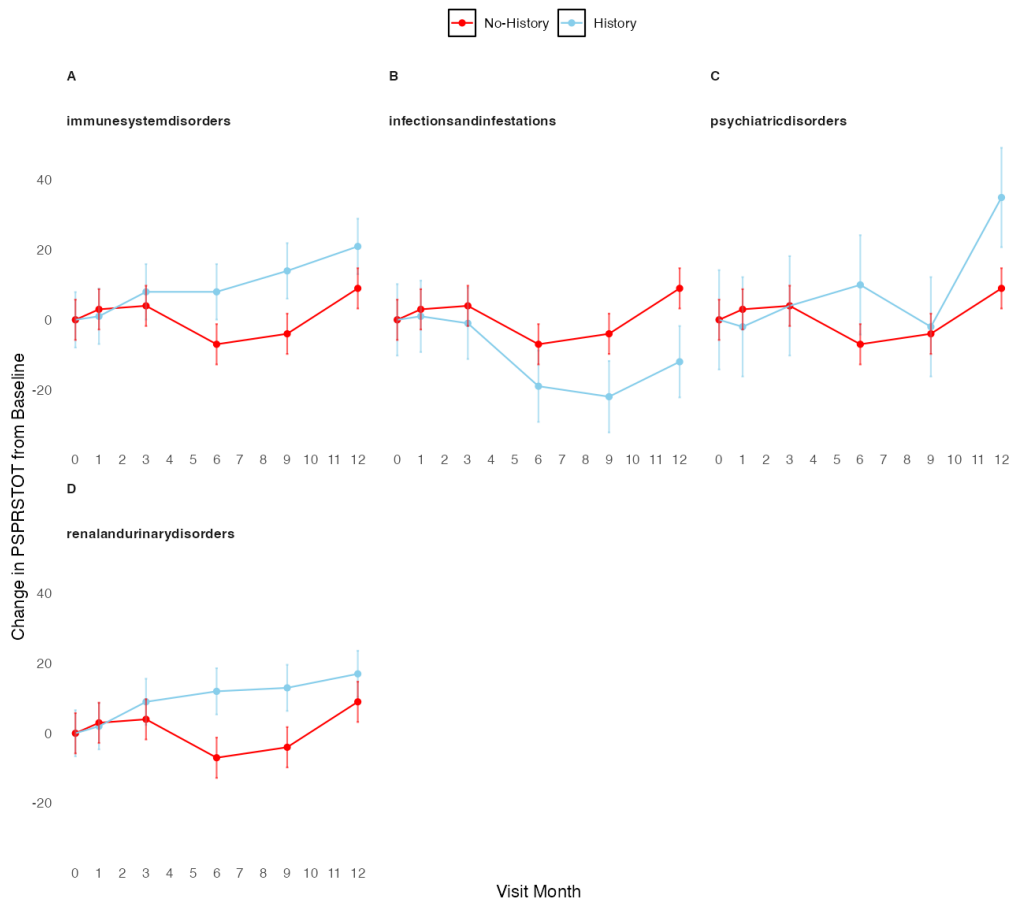 No-History History
A B C
immunesystemdisorders infectionsandinfestations psychiatricdisorders
40
20
0
-20
0 1 2 3 4 5 6 7 8 9 10 11 12 0 1 2 3 4 5 6 7 8 9 10 11 12 0 1 2 3 4 5 6 7 8 9 10 11 12
D
renalandurinarydisorders
40
20
0
-20
0 1 2 3 4 5 6 7 8 9 10 11 12
Change in PSPRSTOT from Baseline
Visit Month